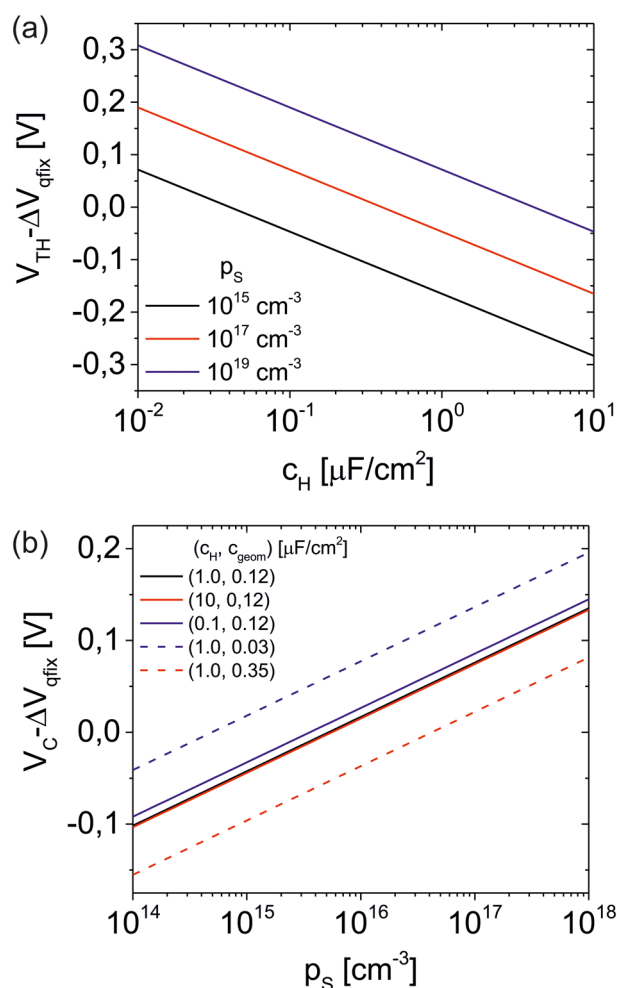 (a)
0,3
0,2
0,1
0,0
-0,1
-0,2
-0,3
V_TH-ΔV_qfix [V]
p_S
10^15 cm^-3
10^17 cm^-3
10^19 cm^-3
10^-2
10^-1
10^0
10^1
c_H [µF/cm^2]
(b)
0,2
0,1
0,0
-0,1
V_C-ΔV_qfix [V]
(c_H, c_geom) [µF/cm^2]
(1.0, 0.12)
(10, 0,12)
(0.1, 0.12)
(1.0, 0.03)
(1.0, 0.35)
10^14
10^15
10^16
10^17
10^18
p_S [cm^-3]